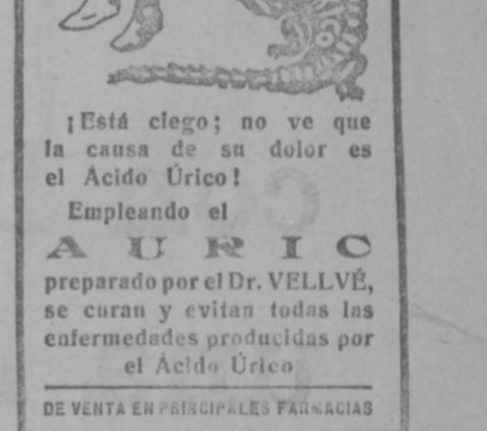 ¡Está ciego; no ve que
la causa de su dolor es
el Ácido Úrico!
Empleando el
AURIC
preparado por el Dr. VELLVÉ,
se curan y evitan todas las
enfermedades producidas por
el Ácido Úrico
DE VENTA EN PRINCIPALES FARMACIAS